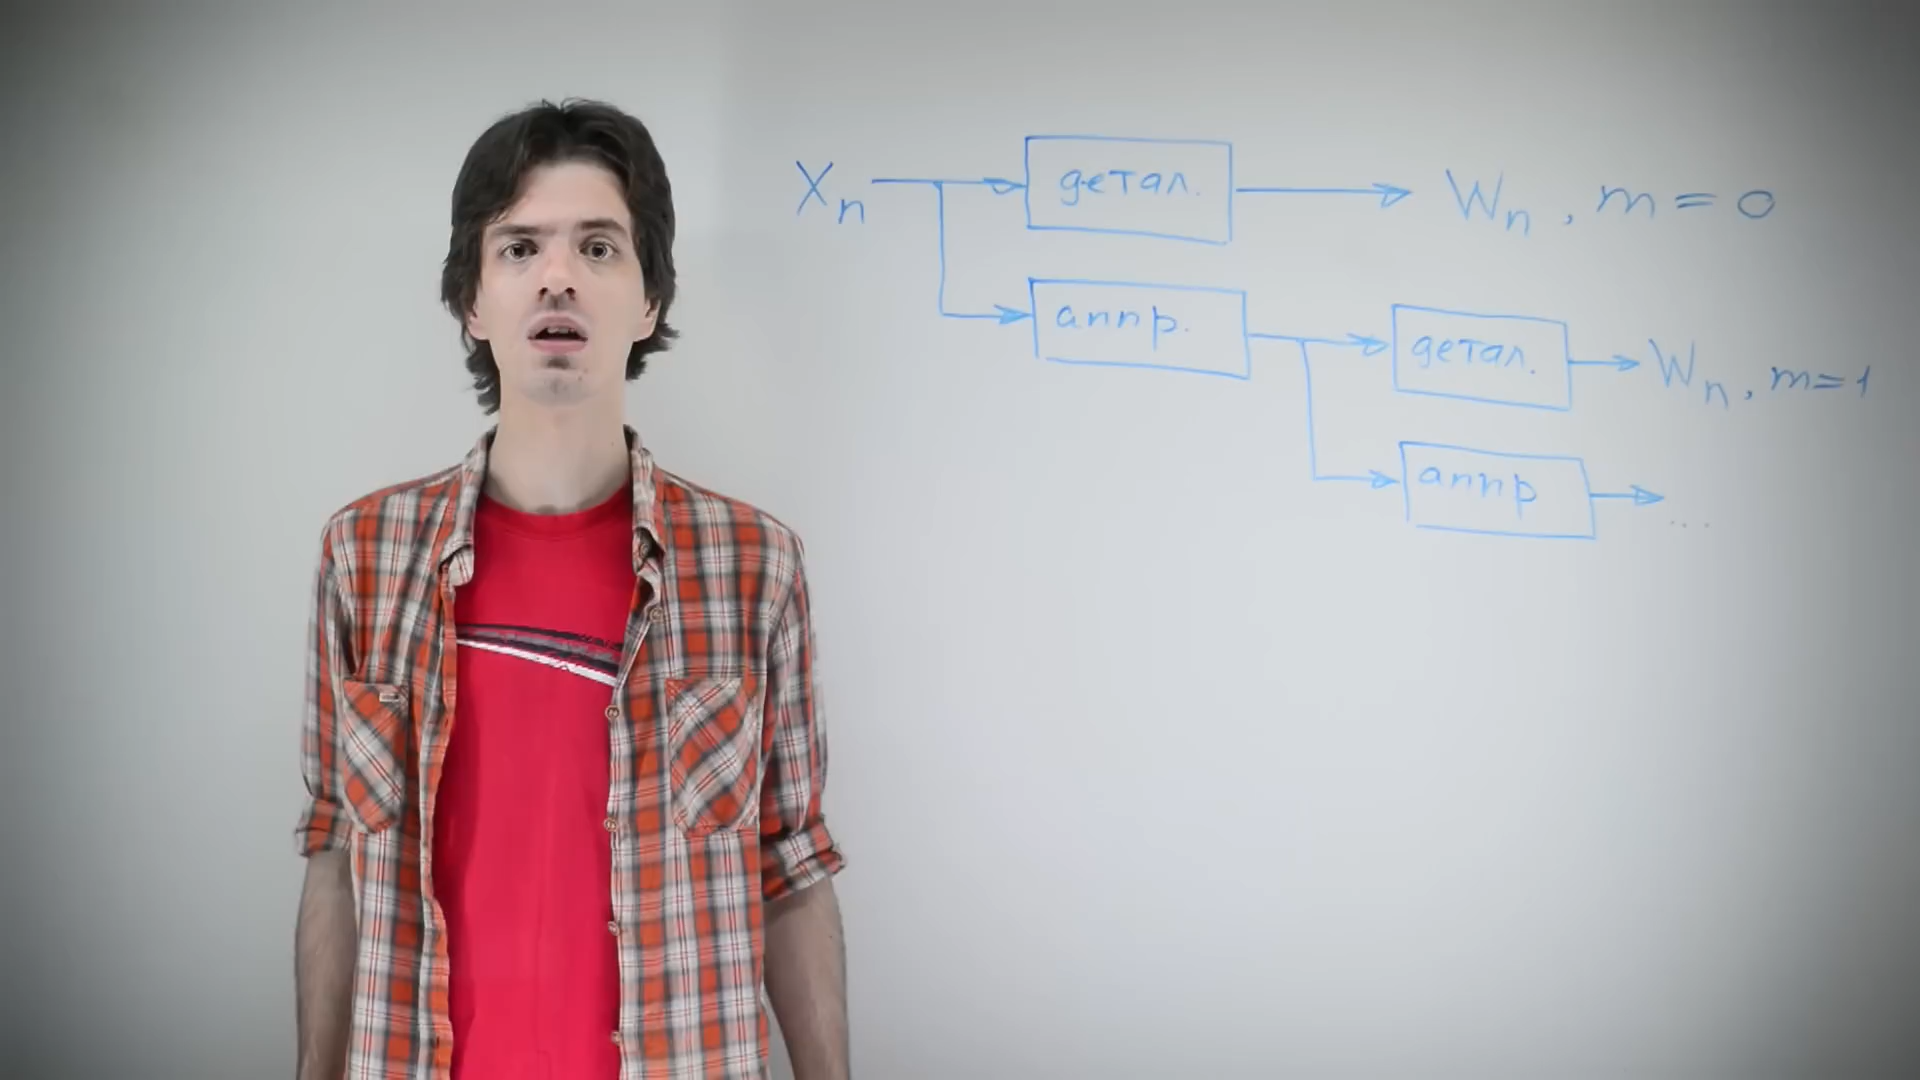 Xn детал. Wn, m=0
аппр. детал. Wn, m=1
аппр ...